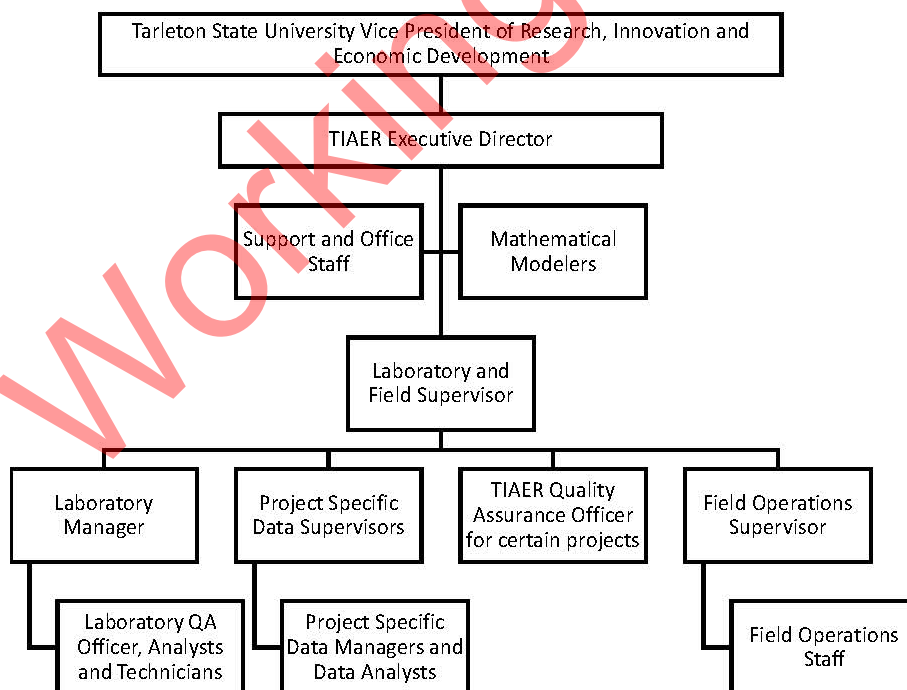 Tarleton State University Vice President of Research, Innovation and
Economic Development
TIAER Executive Director
Support and Office
Staff
Mathematical
Modelers
Laboratory and
Field Supervisor
Laboratory
Manager
Project Specific
Data Supervisors
TIAER Quality
Assurance Officer
for certain projects
Field Operations
Supervisor
Laboratory QA
Officer, Analysts
and Technicians
Project Specific
Data Managers and
Data Analysts
Field Operations
Staff
Working